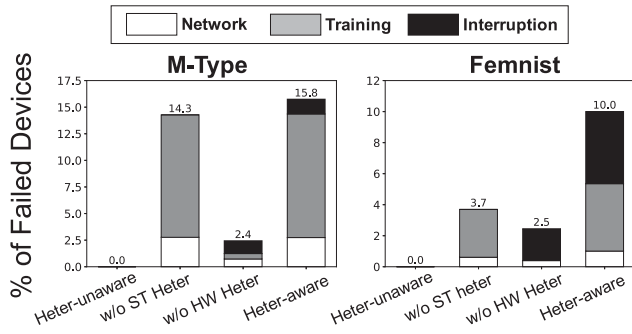 Network Training Interruption
M-Type Femnist
% of Failed Devices
17.5
15.0
12.5
10.0
7.5
5.0
2.5
0.0
0.0
14.3
2.4
15.8
Heter-unaware
w/o ST Heter
w/o HW Heter
Heter-aware
12
10
8
6
4
2
0
0.0
3.7
2.5
10.0
Heter-unaware
w/o ST heter
w/o HW Heter
Heter-aware